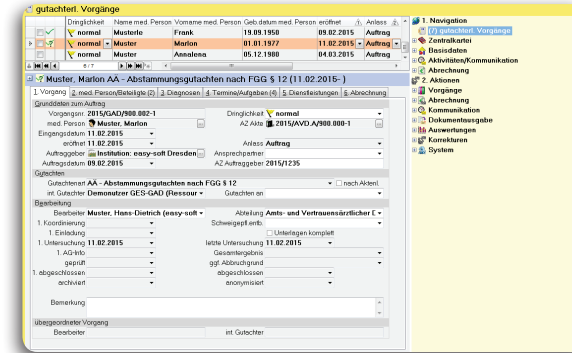 gutachterl. Vorgänge
Dringlichkeit Name med. Person Vorname med. Person Geb.datum med. Person eröffnet Anlass
normal Musterle Frank 19.09.1950 09.02.2015 Auftrag
normal Muster Marlon 01.01.1977 11.02.2015 Auftrag
normal Muster Annalena 05.12.1980 04.03.2015 Auftrag
6/7
Muster, Marlon AÄ - Abstammungsgutachten nach FGG § 12 (11.02.2015- )
1. Vorgang 2. med. Person/Beteiligte (2) 3. Diagnosen 4. Termine/Aufgaben (4) 5. Dienstleistungen 6. Abrechnung
Grunddaten zum Auftrag
Vorgangsnr. 2015/GAD/900.002-1 Dringlichkeit normal
med. Person Muster, Marlon AZ Akte 2015/AVD.A/900.000-1
Eingangsdatum 11.02.2015
eröffnet 11.02.2015 Anlass Auftrag
Auftraggeber Institution: easy-soft Dresden Ansprechpartner
Auftragsdatum 09.02.2015 AZ Auftraggeber 2015/1235
Gutachten
Gutachtenart AÄ - Abstammungsgutachten nach FGG § 12 nach Aktenl.
int. Gutachter Demonutzer GES-GAD (Ressour Gutachten an
Bearbeitung
Bearbeiter Muster, Hans-Dietrich (easy-soft Abteilung Amts- und Vertrauensärztlicher D
1. Koordinierung Schweigepfl.entb.
1. Einladung Unterlagen komplett
1. Untersuchung 11.02.2015 letzte Untersuchung 11.02.2015
1. AG-Info Gesamtergebnis
geprüft ggf. Abbruchgrund
1. abgeschlossen abgeschlossen
archiviert anonymisiert
Bemerkung
übergeordneter Vorgang
Bearbeiter int. Gutachter
1. Navigation
(7) gutachterl. Vorgänge
Zentralkartei
Basisdaten
Aktivitäten/Kommunikation
Abrechnung
2. Aktionen
Vorgänge
Abrechnung
Kommunikation
Dokumentausgabe
Auswertungen
Korrekturen
System